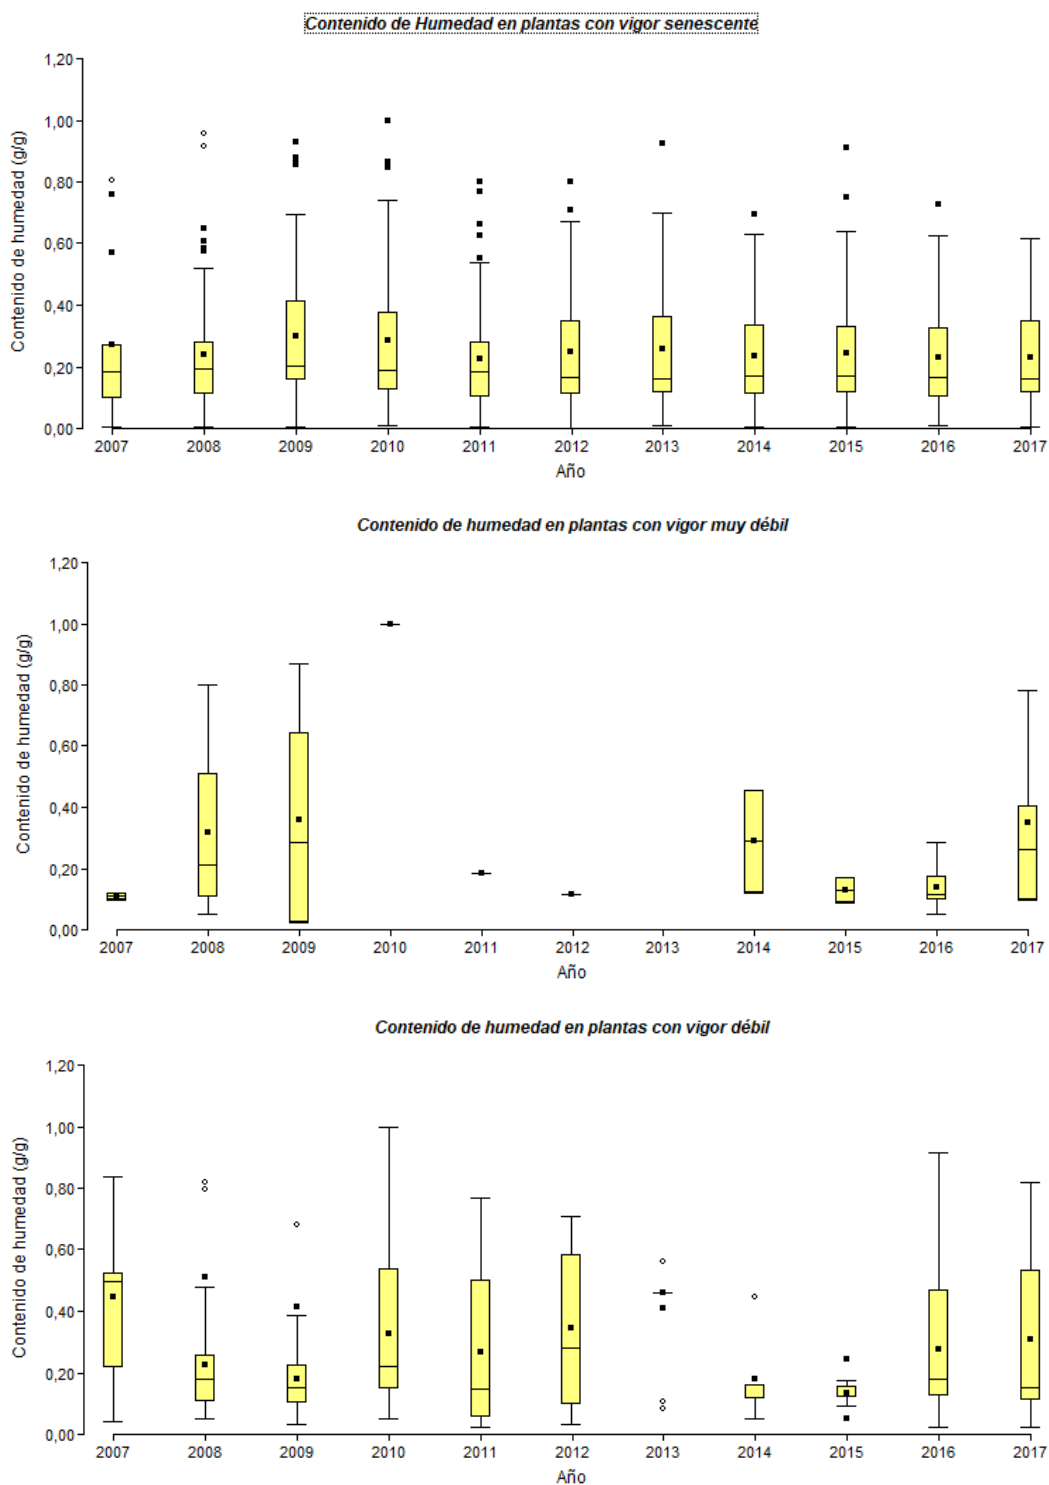 Contenido de Humedad en plantas con vigor senescente
Contenido de humedad (g/g)
1,20
1,00
0,80
0,60
0,40
0,20
0,00
2007 2008 2009 2010 2011 2012 2013 2014 2015 2016 2017
Año
Contenido de humedad en plantas con vigor muy débil
Contenido de humedad (g/g)
1,20
1,00
0,80
0,60
0,40
0,20
0,00
2007 2008 2009 2010 2011 2012 2013 2014 2015 2016 2017
Año
Contenido de humedad en plantas con vigor débil
Contenido de humedad (g/g)
1,20
1,00
0,80
0,60
0,40
0,20
0,00
2007 2008 2009 2010 2011 2012 2013 2014 2015 2016 2017
Año